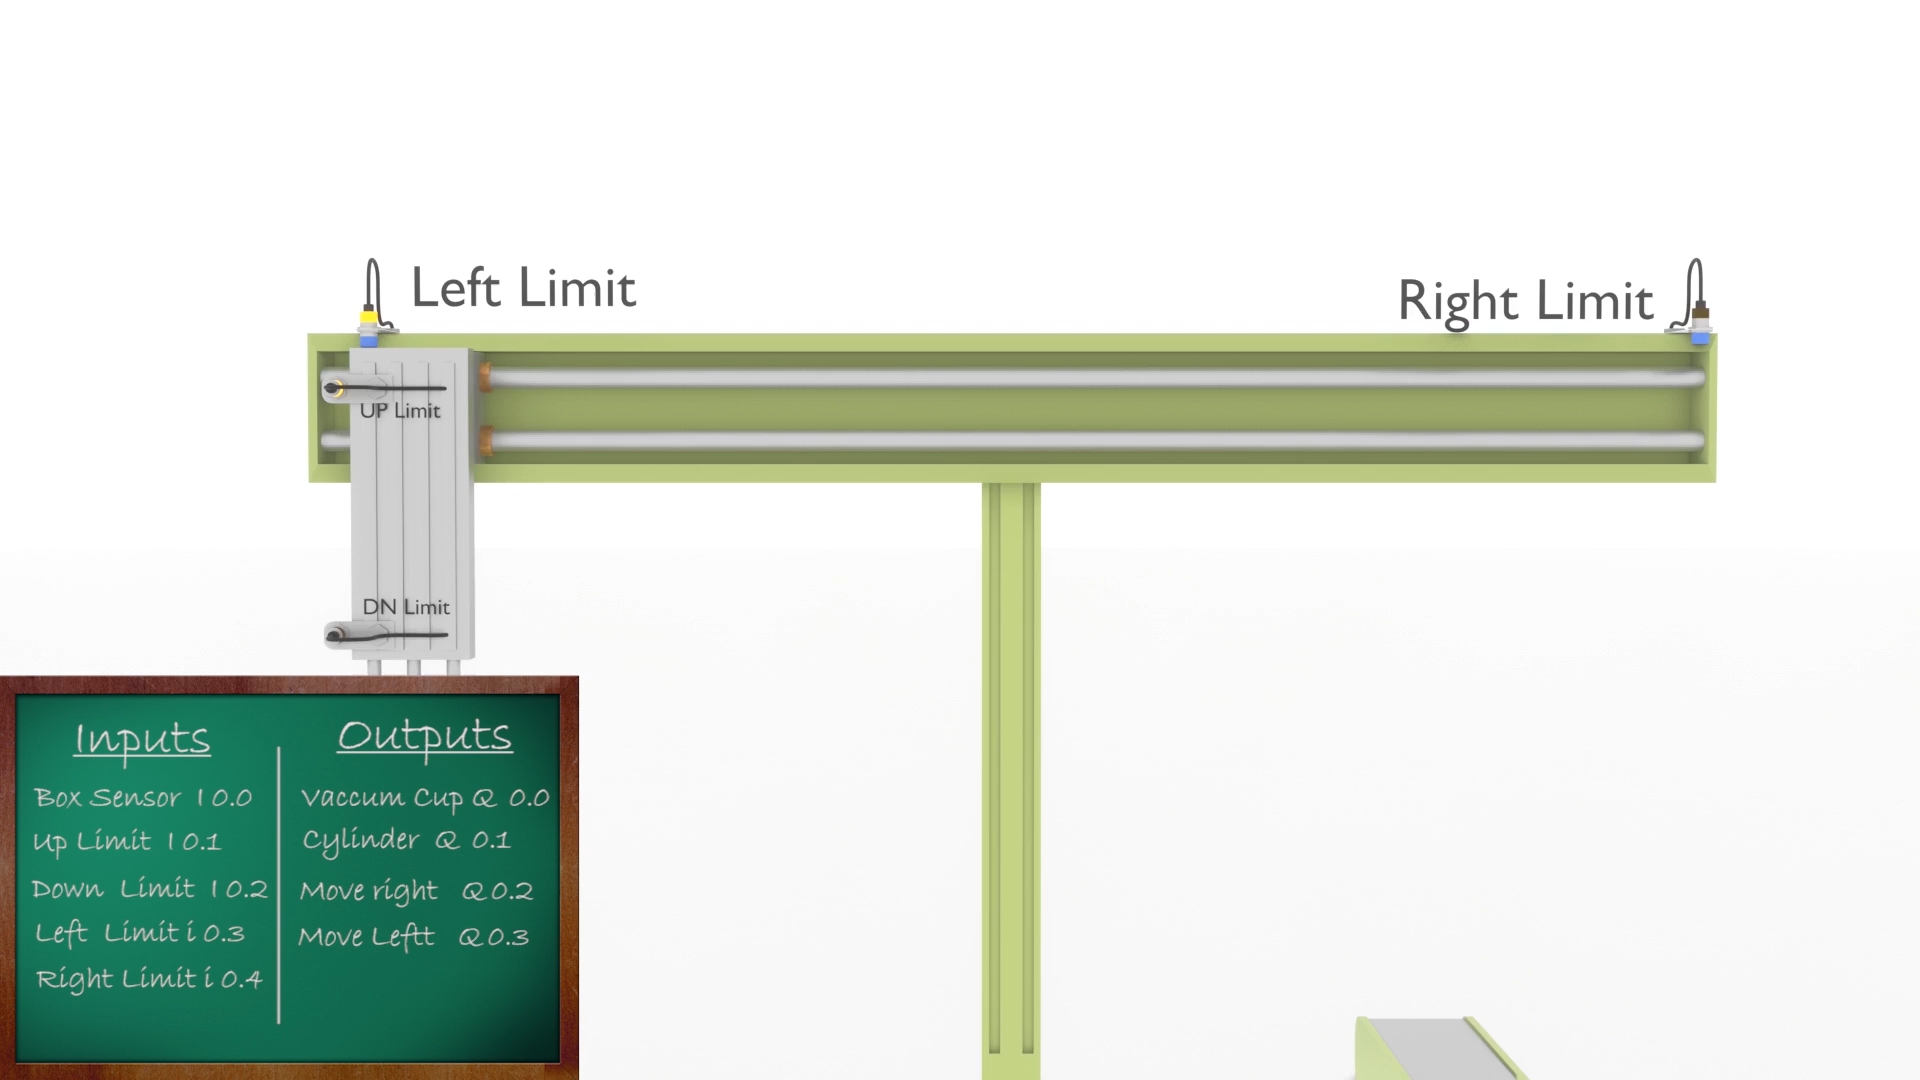 Left Limit
Right Limit
UP Limit
DN Limit
Inputs
Box Sensor I 0.0
Up Limit I 0.1
Down Limit I 0.2
Left Limit i 0.3
Right Limit i 0.4
Outputs
Vaccum Cup Q 0.0
Cylinder Q 0.1
Move right Q 0.2
Move Leftt Q 0.3